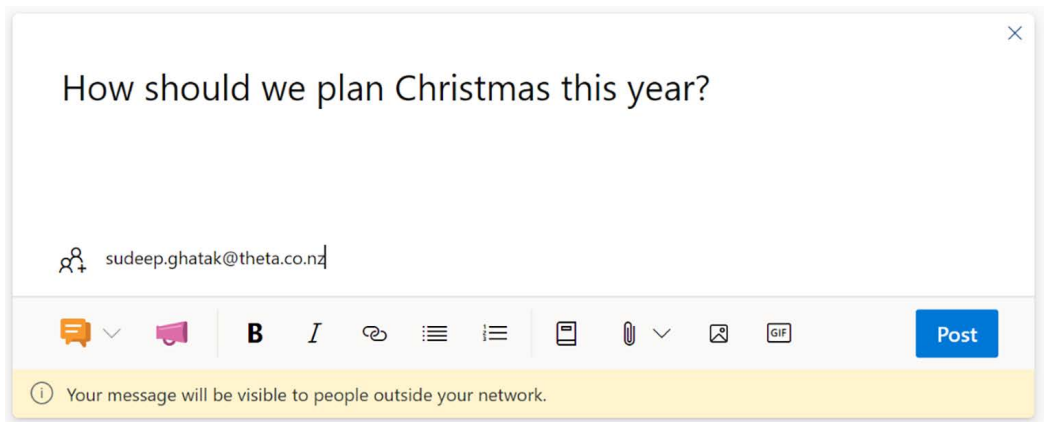 How should we plan Christmas this year?
sudeep.ghatak@theta.co.nz
B I GIF Post
Your message will be visible to people outside your network.